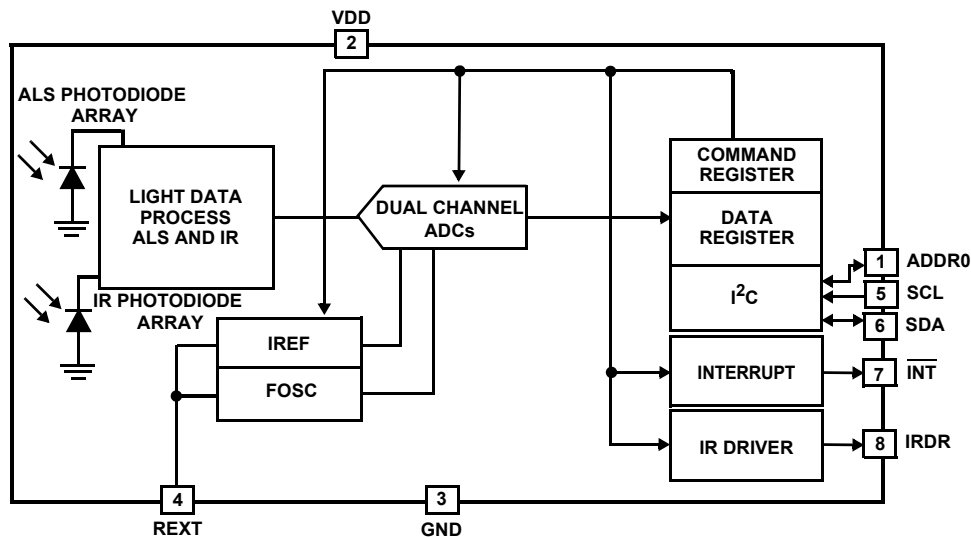 VDD
2
ALS PHOTODIODE
ARRAY
LIGHT DATA
PROCESS
ALS AND IR
IR PHOTODIODE
ARRAY
DUAL CHANNEL
ADCs
IREF
FOSC
COMMAND
REGISTER
DATA
REGISTER
I²C
INTERRUPT
IR DRIVER
1 ADDR0
5 SCL
6 SDA
7 I̅N̅T̅
8 IRDR
4
REXT
3
GND